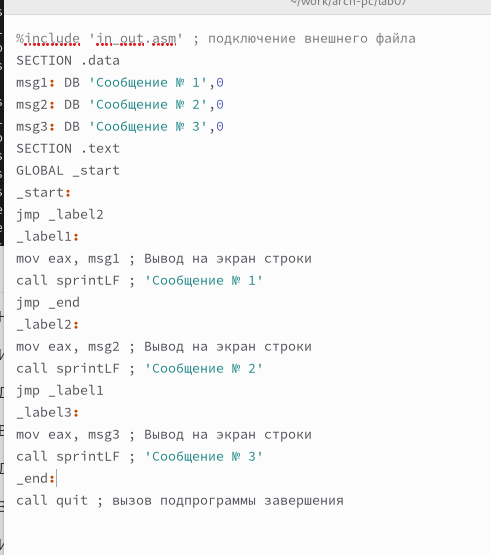 ~/work/arch-pc/lab07
%include 'in_out.asm' ; подключение внешнего файла
SECTION .data
msg1: DB 'Сообщение № 1',0
msg2: DB 'Сообщение № 2',0
msg3: DB 'Сообщение № 3',0
SECTION .text
GLOBAL _start
_start:
jmp _label2
_label1:
mov eax, msg1 ; Вывод на экран строки
call sprintLF ; 'Сообщение № 1'
jmp _end
_label2:
mov eax, msg2 ; Вывод на экран строки
call sprintLF ; 'Сообщение № 2'
jmp _label1
_label3:
mov eax, msg3 ; Вывод на экран строки
call sprintLF ; 'Сообщение № 3'
_end:
call quit ; вызов подпрограммы завершения